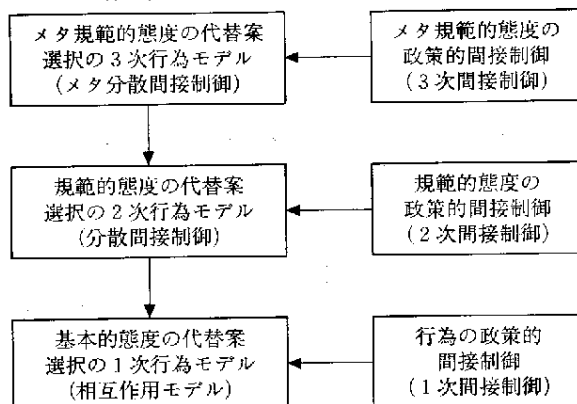 メタ規範的態度の代替案
選択の3次行為モデル
(メタ分散間接制御)
メタ規範的態度の
政策的間接制御
(3次間接制御)
規範的態度の代替案
選択の2次行為モデル
(分散間接制御)
規範的態度の
政策的間接制御
(2次間接制御)
基本的態度の代替案
選択の1次行為モデル
(相互作用モデル)
行為の政策的
間接制御
(1次間接制御)